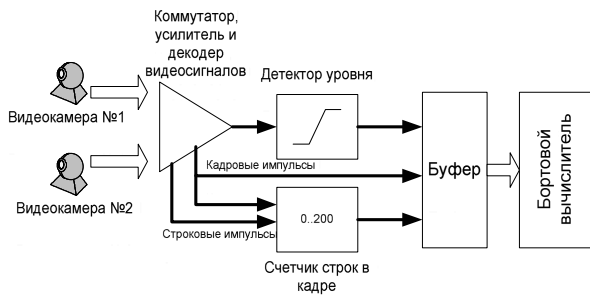 Коммутатор,
усилитель и
декодер
видеосигналов
Детектор уровня
Видеокамера №1
Видеокамера №2
Кадровые импульсы
Строковые импульсы
0..200
Счетчик строк в
кадре
Буфер
Бортовой
вычислитель